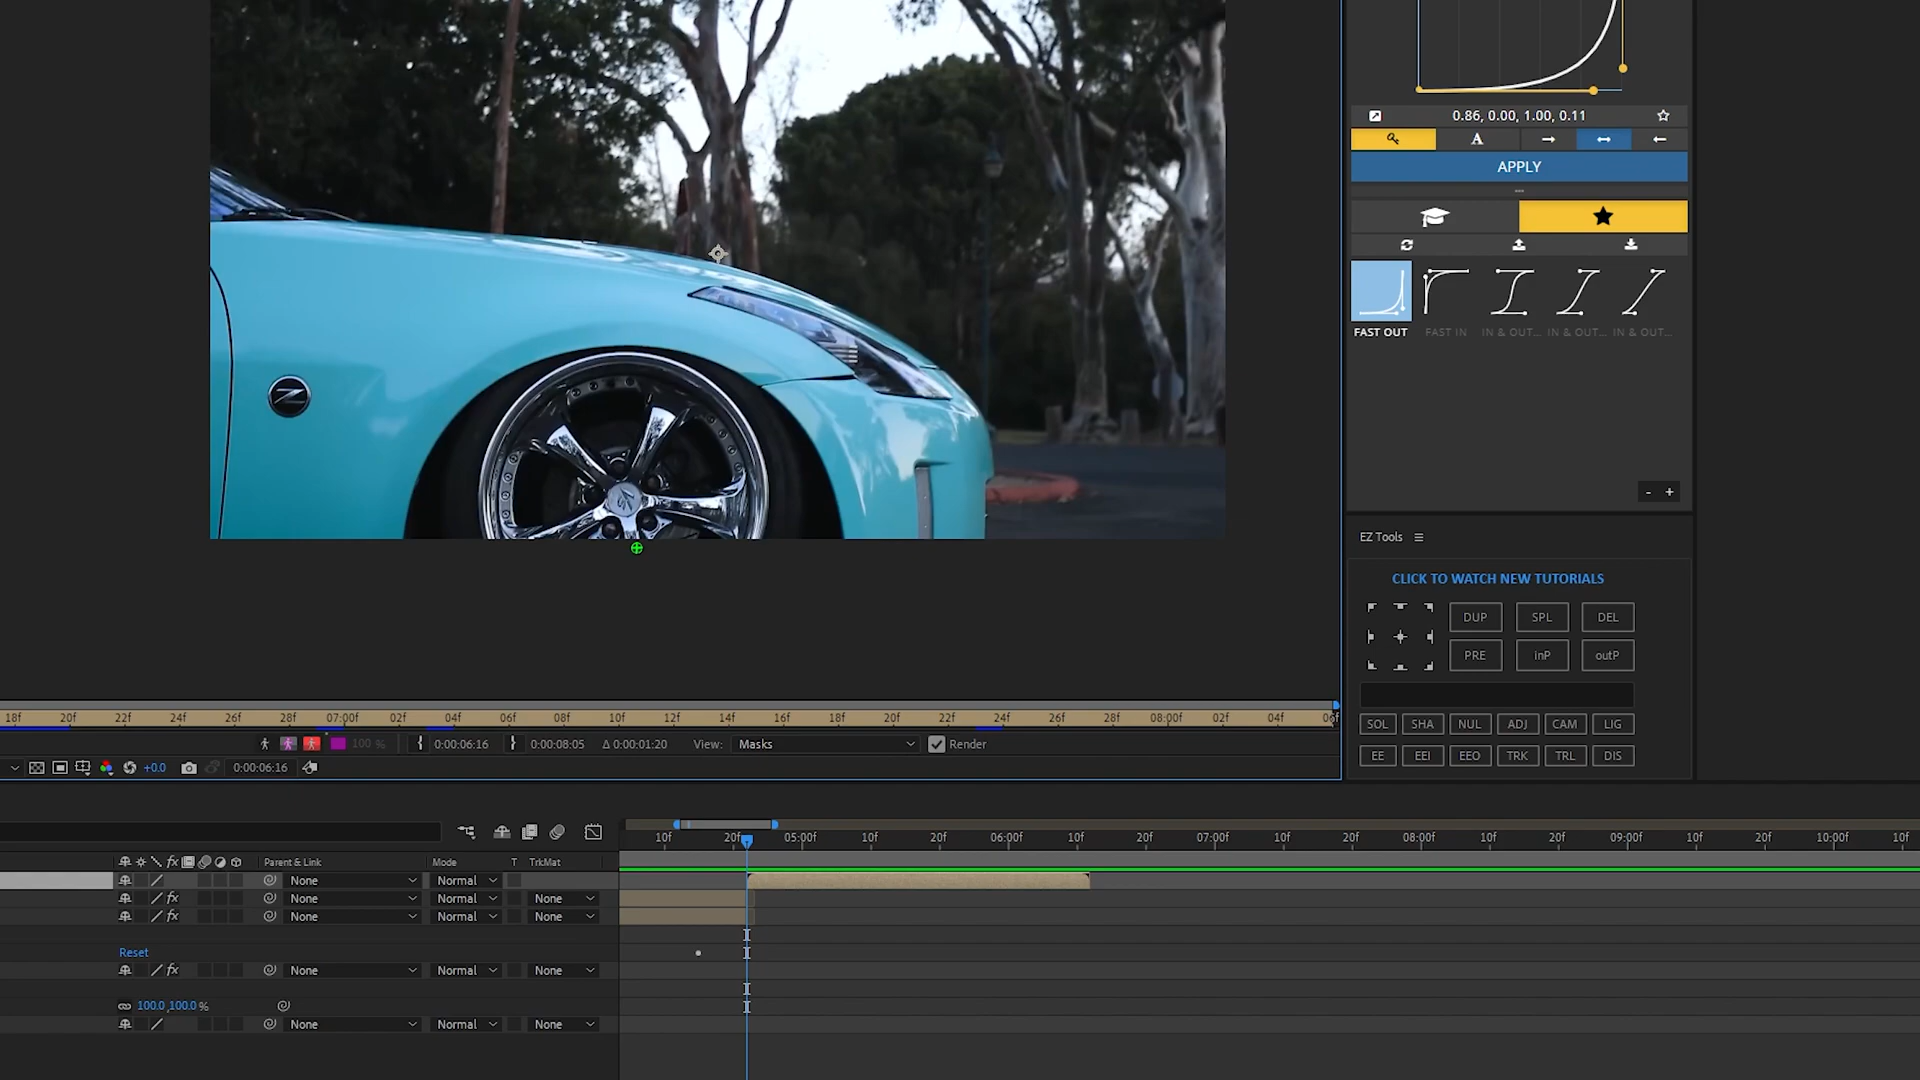 0.86, 0.00, 1.00, 0.11
A
APPLY
FAST OUT
FAST IN
IN & OUT...
IN & OUT...
IN & OUT...
- +
EZ Tools
CLICK TO WATCH NEW TUTORIALS
DUP SPL DEL
PRE inP outP
SOL SHA NUL ADJ CAM LIG
EE EEI EEO TRK TRL DIS
18f 20f 22f 24f 26f 28f 07:00f 02f 04f 06f 08f 10f 12f 14f 16f 18f 20f 22f 24f 26f 28f 08:00f 02f 04f 06f
100 % 0:00:06:16 0:00:08:05 Δ 0:00:01:20 View: Masks Render
+0.0 0:00:06:16
10f 20f 05:00f 10f 20f 06:00f 10f 20f 07:00f 10f 20f 08:00f 10f 20f 09:00f 10f 20f 10:00f 10f
fx Parent & Link Mode T TrkMat
None Normal
fx None Normal None
fx None Normal None
Reset
fx None Normal None
100.0,100.0%
None Normal None